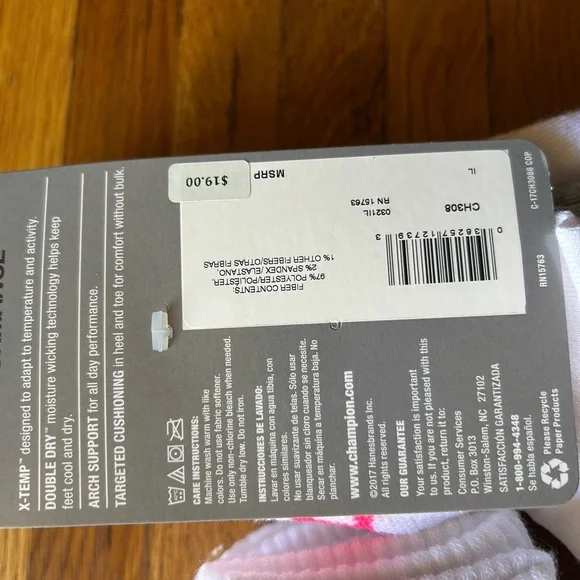 X-TEMP™ designed to adapt to temperature and activity.
DOUBLE DRY™ moisture wicking technology helps keep
feet cool and dry.
ARCH SUPPORT for all day performance.
TARGETED CUSHIONING in heel and toe for comfort without bulk.
CARE INSTRUCTIONS:
Machine wash warm with like
colors. Do not use fabric softener.
Use only non-chlorine bleach when needed.
Tumble dry low. Do not iron.
INSTRUCCIONES DE LAVADO:
Lavar en máquina con agua tibia, con
colores similares.
No usar suavizante de telas. Sólo usar
blanqueador sin cloro cuando se necesite.
Secar en máquina a temperatura baja. No
planchar.
www.champion.com
©2017 Hanesbrands Inc.
All rights reserved.
OUR GUARANTEE
Your satisfaction is important
to us. If you are not pleased with this
product, return it to:
Consumer Services
P.O. Box 3013
Winston-Salem, NC 27102
SATISFACCIÓN GARANTIZADA
1-800-994-4348
Se habla español.
Please Recycle
Paper Products
RN15763
C-17CH3086 COP
CH308
IL
0321IL
RN 15763
MSRP
$19.00
0 38257 12739 3
FIBER CONTENTS:
97% POLYESTER/POLIÉSTER.
2% SPANDEX/ELASTANO.
1% OTHER FIBERS/OTRAS FIBRAS